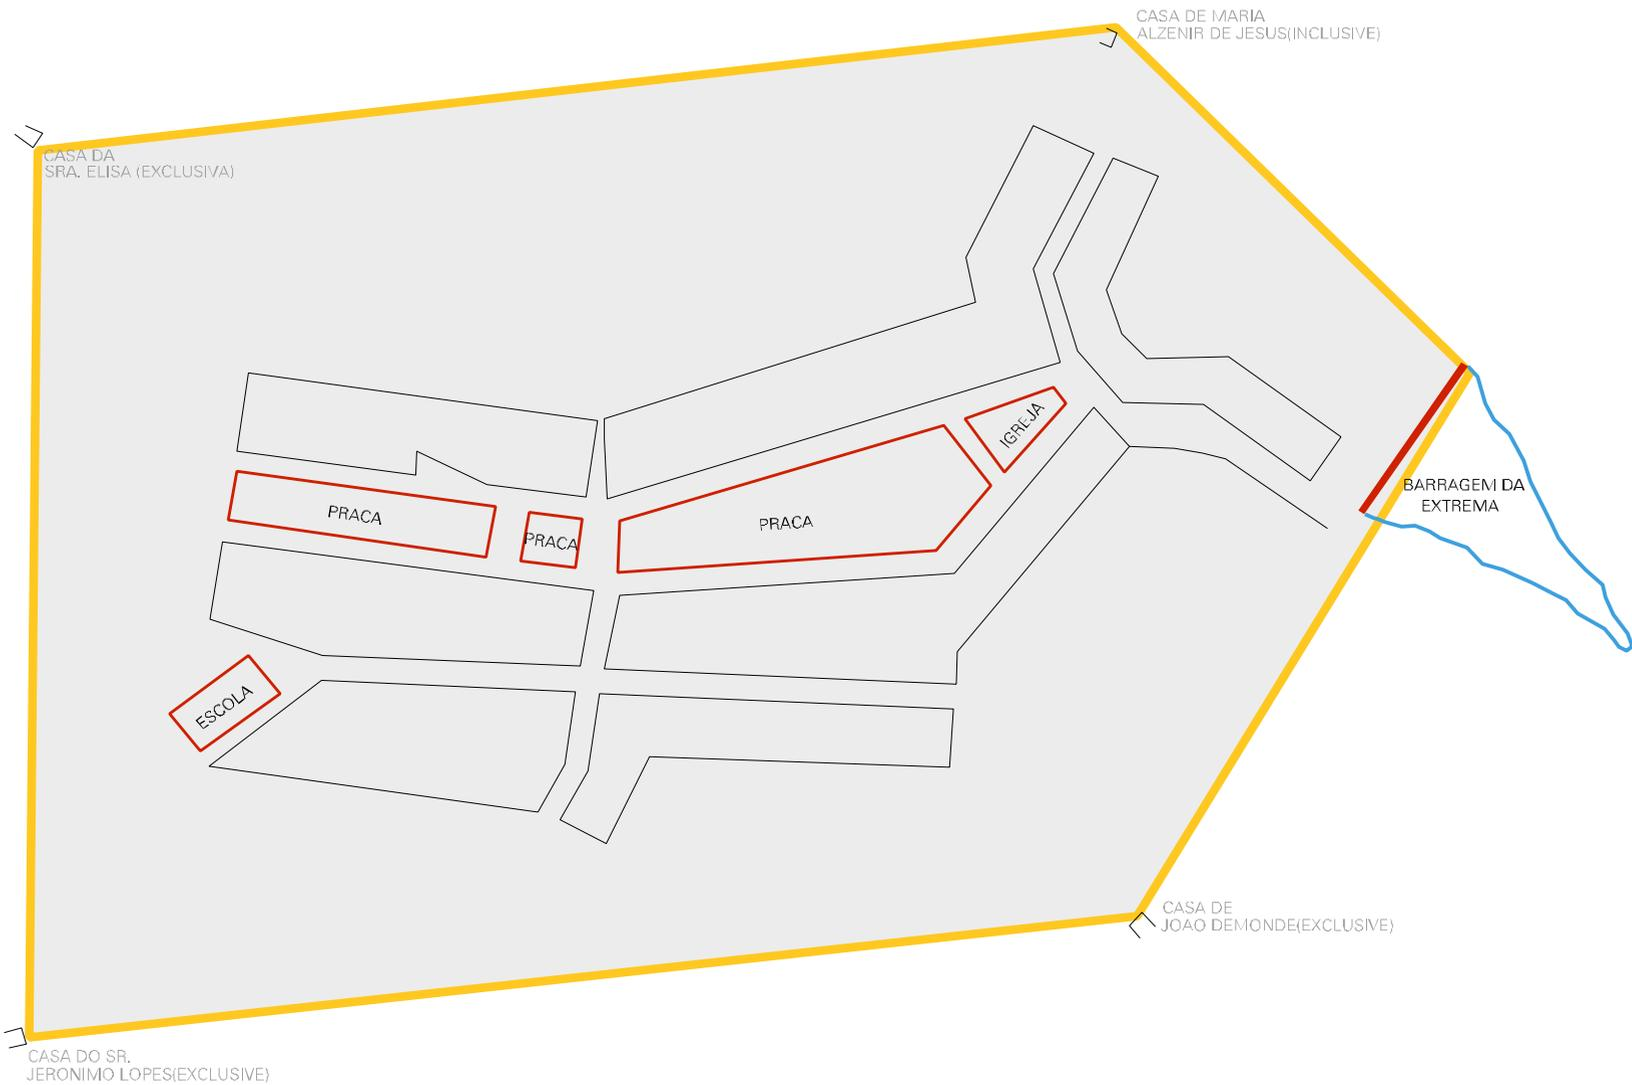 CASA DE MARIA
ALZENIR DE JESUS(INCLUSIVE)
CASA DA
SRA. ELISA (EXCLUSIVA)
IGREJA
BARRAGEM DA
EXTREMA
PRACA
PRACA
PRACA
ESCOLA
CASA DE
JOAO DEMONDE(EXCLUSIVE)
CASA DO SR.
JERONIMO LOPES(EXCLUSIVE)